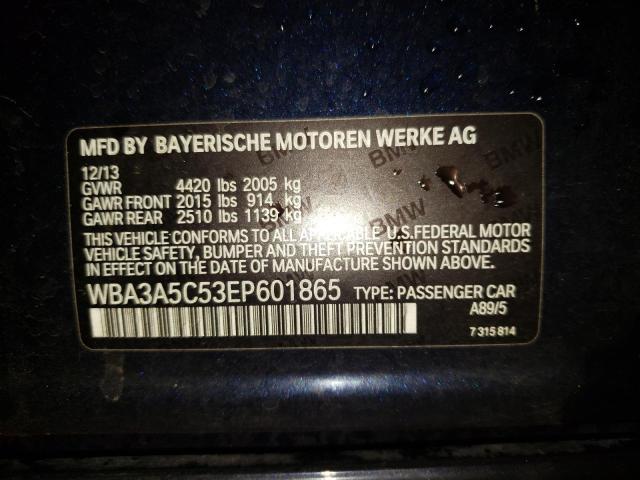 MFD BY BAYERISCHE MOTOREN WERKE AG
12/13
GVWR 4420 lbs 2005 kg
GAWR FRONT 2015 lbs 914 kg
GAWR REAR 2510 lbs 1139 kg
THIS VEHICLE CONFORMS TO ALL APPLICABLE U.S.FEDERAL MOTOR
VEHICLE SAFETY, BUMPER AND THEFT PREVENTION STANDARDS
IN EFFECT ON THE DATE OF MANUFACTURE SHOWN ABOVE.
WBA3A5C53EP601865 TYPE: PASSENGER CAR
A89/5
7 315 814